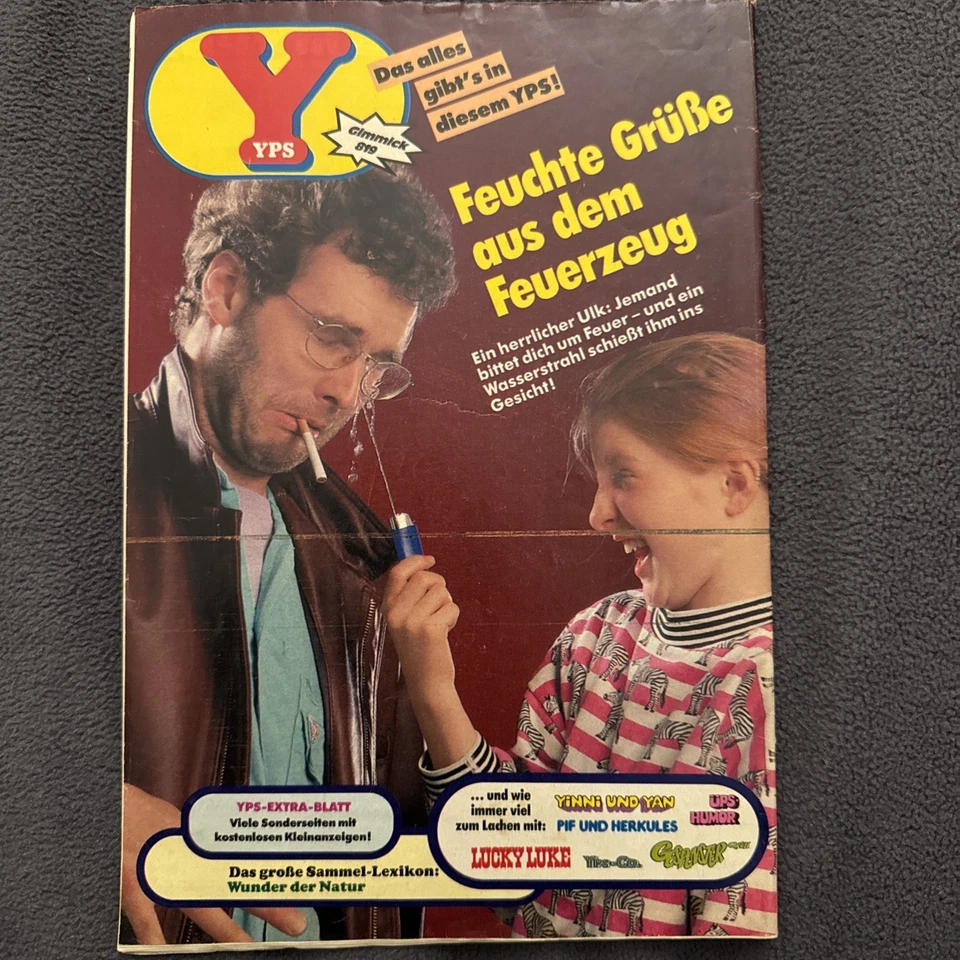 Y
YPS
Das alles
gibt's in
diesem YPS!
Gimmick
819
Feuchte Grüße
aus dem
Feuerzeug
Ein herrlicher Ulk: Jemand
bittet dich um Feuer – und ein
Wasserstrahl schießt ihm ins
Gesicht!
YPS-EXTRA-BLATT
Viele Sonderseiten mit
kostenlosen Kleinanzeigen!
Das große Sammel-Lexikon:
Wunder der Natur
... und wie
immer viel
zum Lachen mit:
YINNI UND YAN
PIF UND HERKULES
UPS-
HUMOR
LUCKY LUKE
Yps-Co.